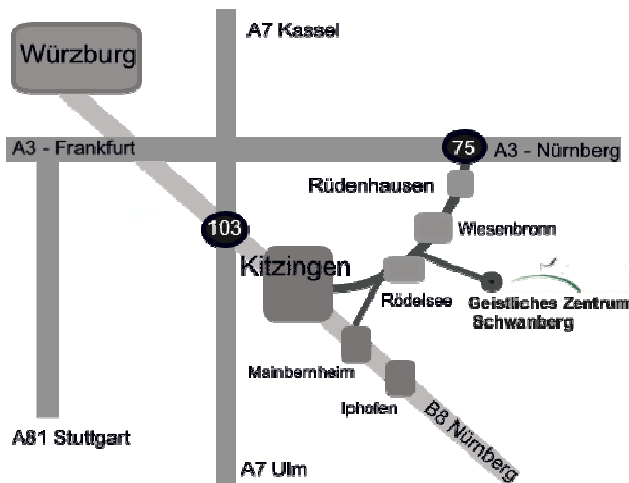 A7 Kassel
Würzburg
A3 - Frankfurt
75
A3 - Nürnberg
Rüdenhausen
103
Wiesenbronn
Kitzingen
Rödelsee
Geistliches Zentrum
Schwanberg
Mainbernheim
Iphofen
B8 Nürnberg
A81 Stuttgart
A7 Ulm